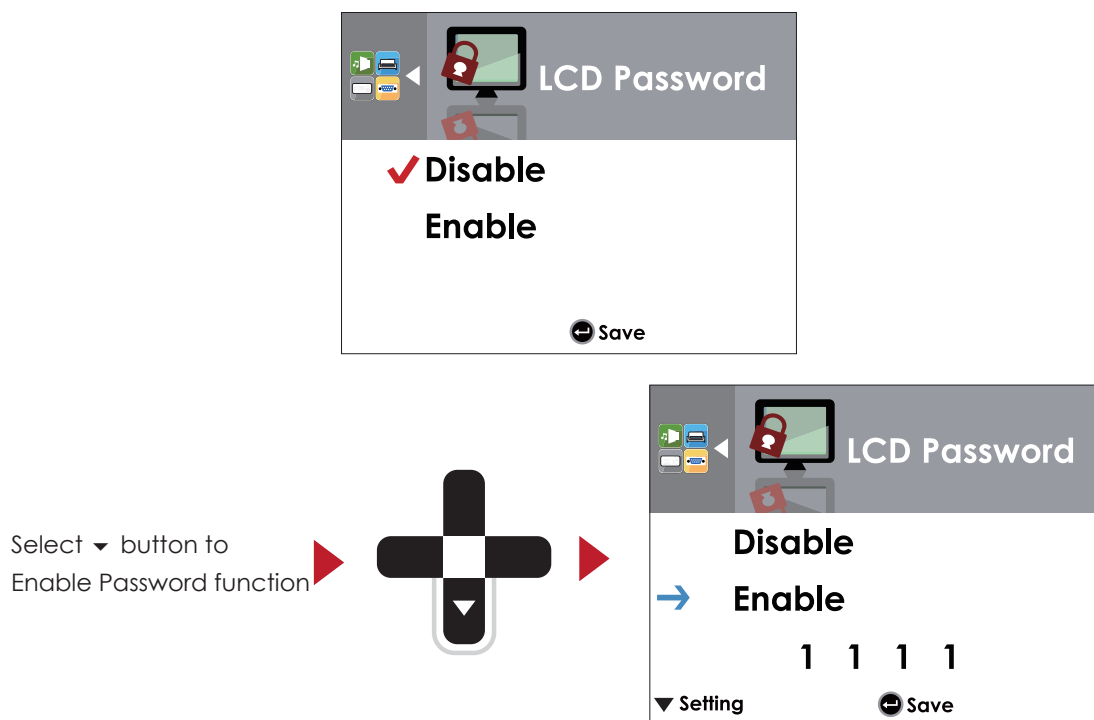 LCD Password
Disable
Enable
Save
Select ▼ button to
Enable Password function
LCD Password
Disable
Enable
1 1 1 1
▼ Setting Save